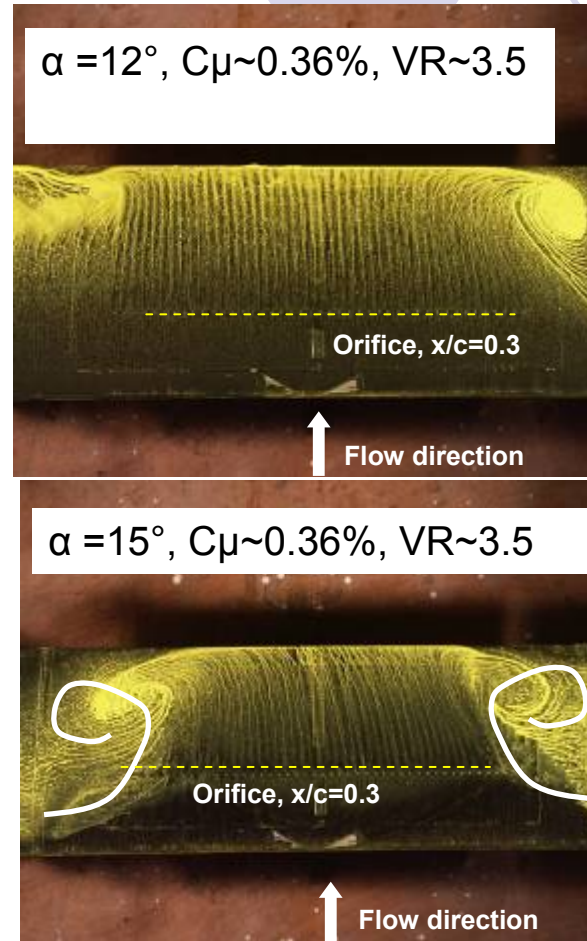 α =12°, Cμ~0.36%, VR~3.5
Orifice, x/c=0.3
Flow direction
α =15°, Cμ~0.36%, VR~3.5
Orifice, x/c=0.3
Flow direction